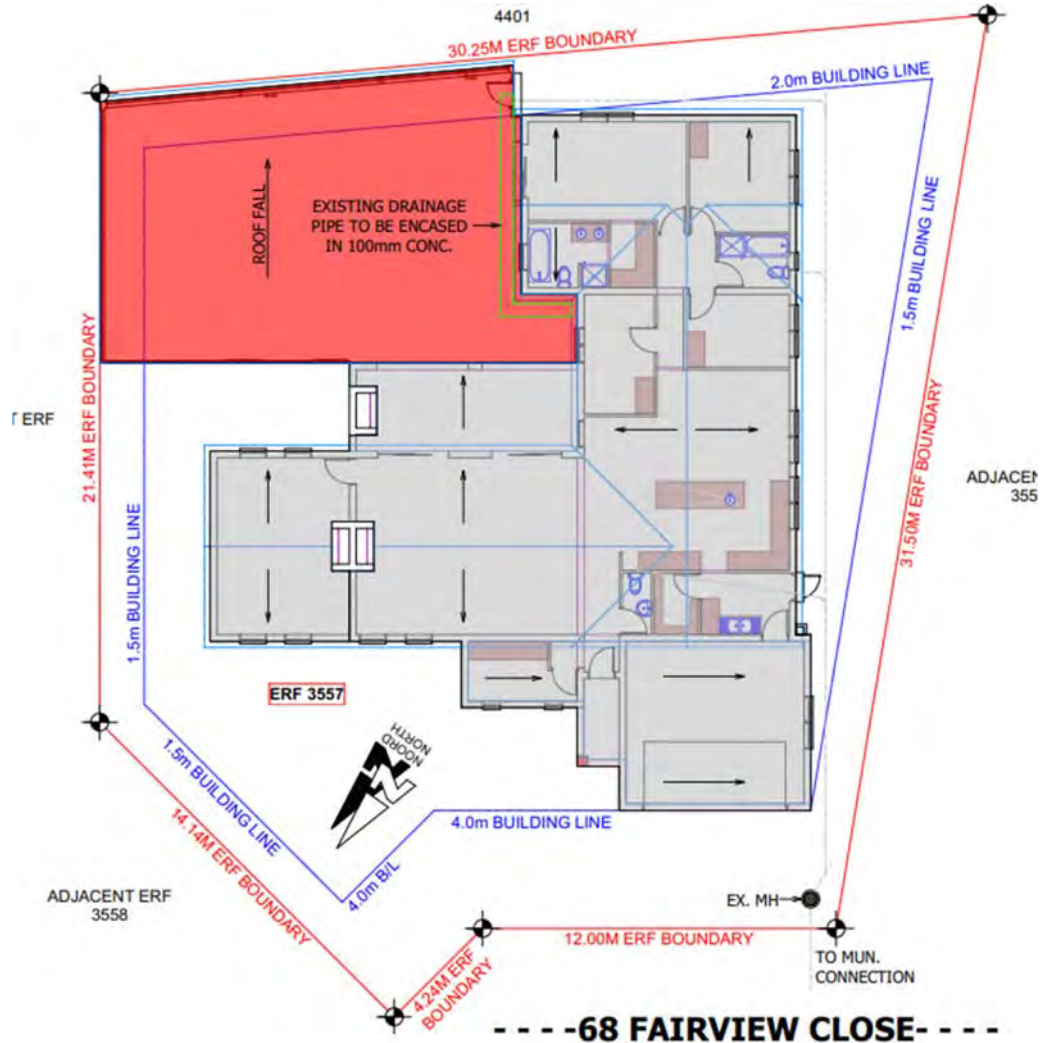 4401
30.25M ERF BOUNDARY
2.0m BUILDING LINE
EXISTING DRAINAGE
PIPE TO BE ENCASED
IN 100mm CONC.
ROOF FALL
1.5m BUILDING LINE
21.41M ERF BOUNDARY
T ERF
31.50M ERF BOUNDARY
ADJACEN
355
1.5m BUILDING LINE
ERF 3557
NOORD
NORTH
1.5m BUILDING LINE
14.14M ERF BOUNDARY
4.0m BUILDING LINE
4.0m B/L
ADJACENT ERF
3558
EX. MH
12.00M ERF BOUNDARY
4.24M ERF
BOUNDARY
TO MUN.
CONNECTION
- - - -68 FAIRVIEW CLOSE- - - -